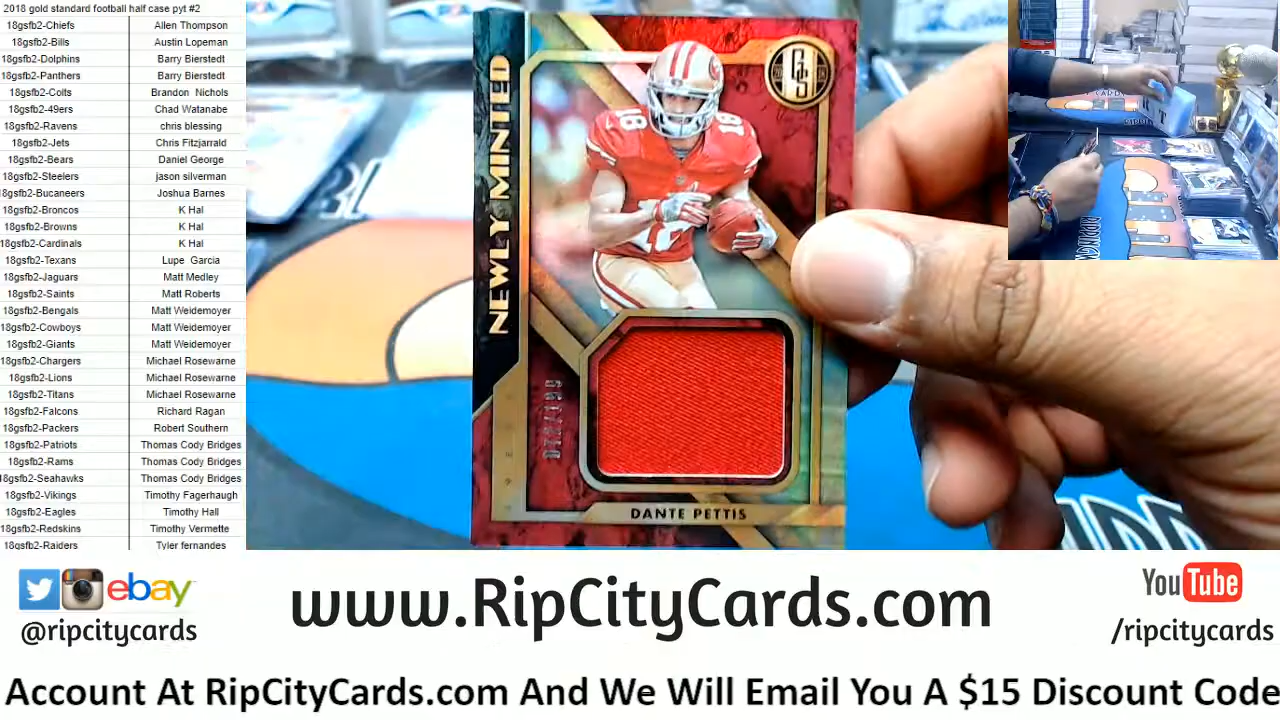 2018 gold standard football half case pyt #2
18gsfb2-Chiefs Allen Thompson
18gsfb2-Bills Austin Lopeman
18gsfb2-Dolphins Barry Bierstedt
18gsfb2-Panthers Barry Bierstedt
18gsfb2-Colts Brandon Nichols
18gsfb2-49ers Chad Watanabe
18gsfb2-Ravens chris blessing
18gsfb2-Jets Chris Fitzjarrald
18gsfb2-Bears Daniel George
18gsfb2-Steelers jason silverman
18gsfb2-Bucaneers Joshua Barnes
18gsfb2-Broncos K Hal
18gsfb2-Browns K Hal
18gsfb2-Cardinals K Hal
18gsfb2-Texans Lupe Garcia
18gsfb2-Jaguars Matt Medley
18gsfb2-Saints Matt Roberts
18gsfb2-Bengals Matt Weidemoyer
18gsfb2-Cowboys Matt Weidemoyer
18gsfb2-Giants Matt Weidemoyer
18gsfb2-Chargers Michael Rosewarne
18gsfb2-Lions Michael Rosewarne
18gsfb2-Titans Michael Rosewarne
18gsfb2-Falcons Richard Ragan
18gsfb2-Packers Robert Southern
18gsfb2-Patriots Thomas Cody Bridges
18gsfb2-Rams Thomas Cody Bridges
18gsfb2-Seahawks Thomas Cody Bridges
18gsfb2-Vikings Timothy Fagerhaugh
18gsfb2-Eagles Timothy Hall
18gsfb2-Redskins Timothy Vermette
18gsfb2-Raiders Tyler fernandes
NEWLY MINTED
GS
18 18
18
DANTE PETTIS
ebay
@ripcitycards
www.RipCityCards.com
YouTube
/ripcitycards
Account At RipCityCards.com And We Will Email You A $15 Discount Code